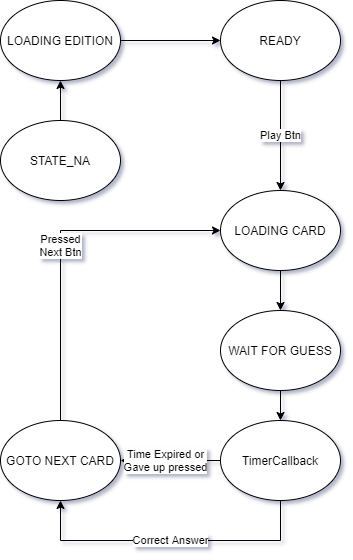 LOADING EDITION
READY
Play Btn
STATE_NA
LOADING CARD
Pressed
Next Btn
WAIT FOR GUESS
GOTO NEXT CARD
Time Expired or
Gave up pressed
TimerCallback
Correct Answer